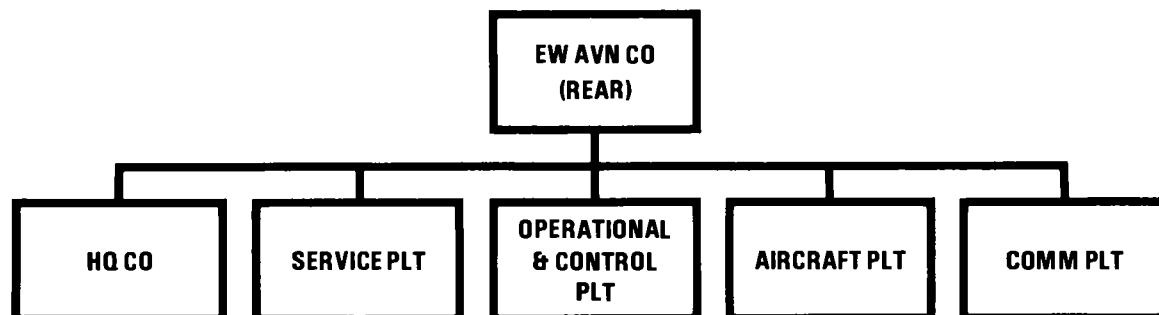 EW AVN CO
(REAR)
HQ CO
SERVICE PLT
OPERATIONAL
& CONTROL
PLT
AIRCRAFT PLT
COMM PLT